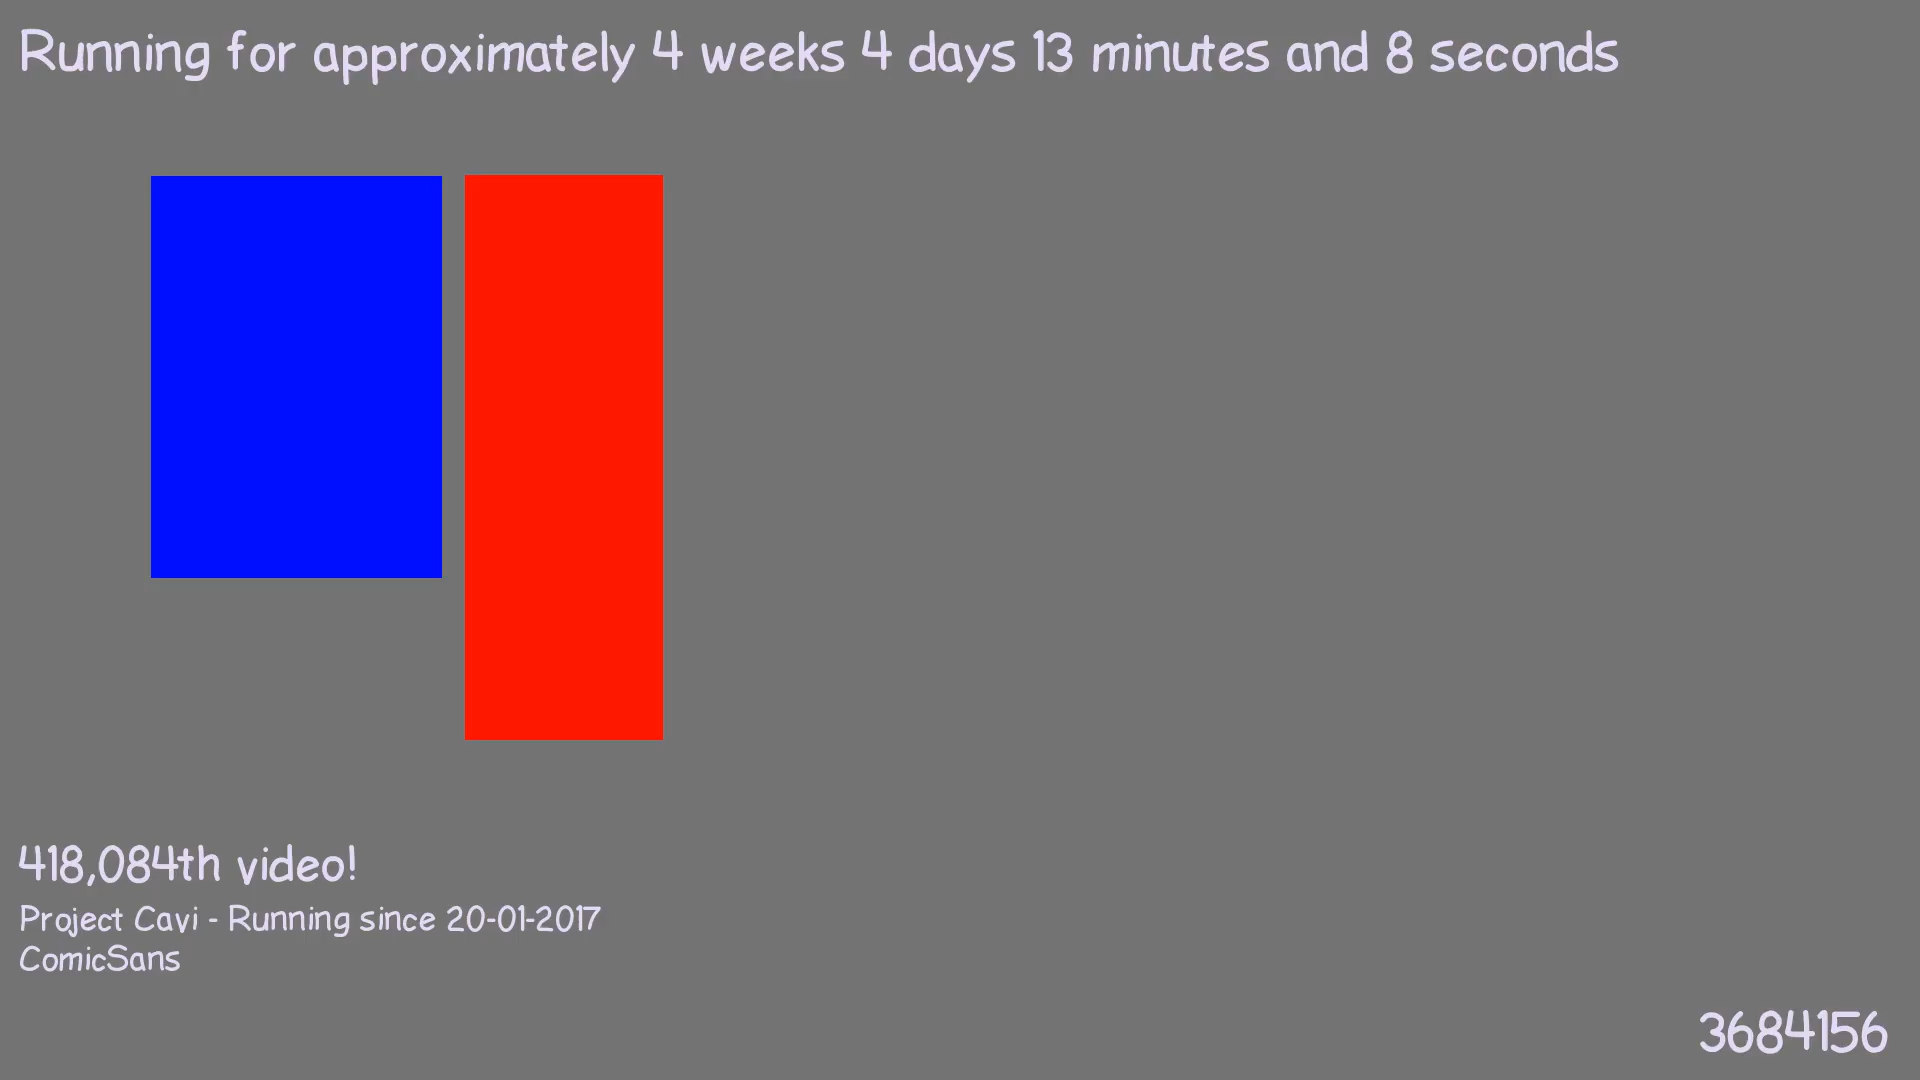 Running for approximately 4 weeks 4 days 13 minutes and 8 seconds
418,084th video!
Project Cavi - Running since 20-01-2017
ComicSans
3684156